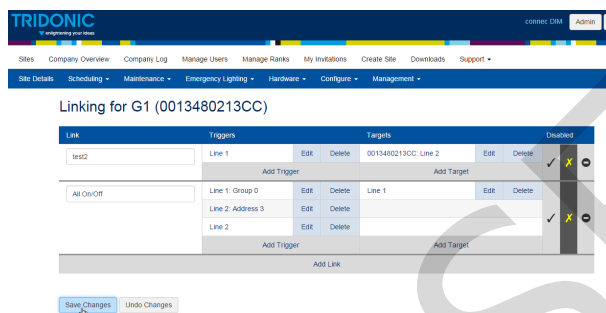 TRIDONIC
enlightening your ideas
connec DIM Admin
Sites Company Overview Company Log Manage Users Manage Ranks My Invitations Create Site Downloads Support
Site Details Scheduling Maintenance Emergency Lighting Hardware Configure Management
Linking for G1 (0013480213CC)
Link Triggers Targets Disabled
test2 Line 1 Edit Delete 0013480213CC: Line 2 Edit Delete
Add Trigger Add Target
All On/Off Line 1: Group 0 Edit Delete Line 1 Edit Delete
Line 2: Address 3 Edit Delete
Line 2 Edit Delete
Add Trigger Add Target
Add Link
Save Changes Undo Changes